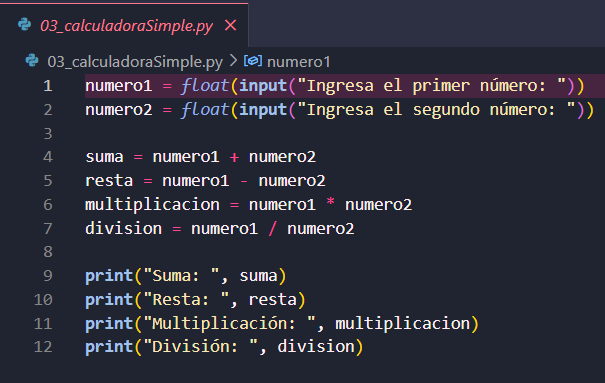 03_calculadoraSimple.py ×
03_calculadoraSimple.py > numero1
1 numero1 = float(input("Ingresa el primer número: "))
2 numero2 = float(input("Ingresa el segundo número: "))
3
4 suma = numero1 + numero2
5 resta = numero1 - numero2
6 multiplicacion = numero1 * numero2
7 division = numero1 / numero2
8
9 print("Suma: ", suma)
10 print("Resta: ", resta)
11 print("Multiplicación: ", multiplicacion)
12 print("División: ", division)